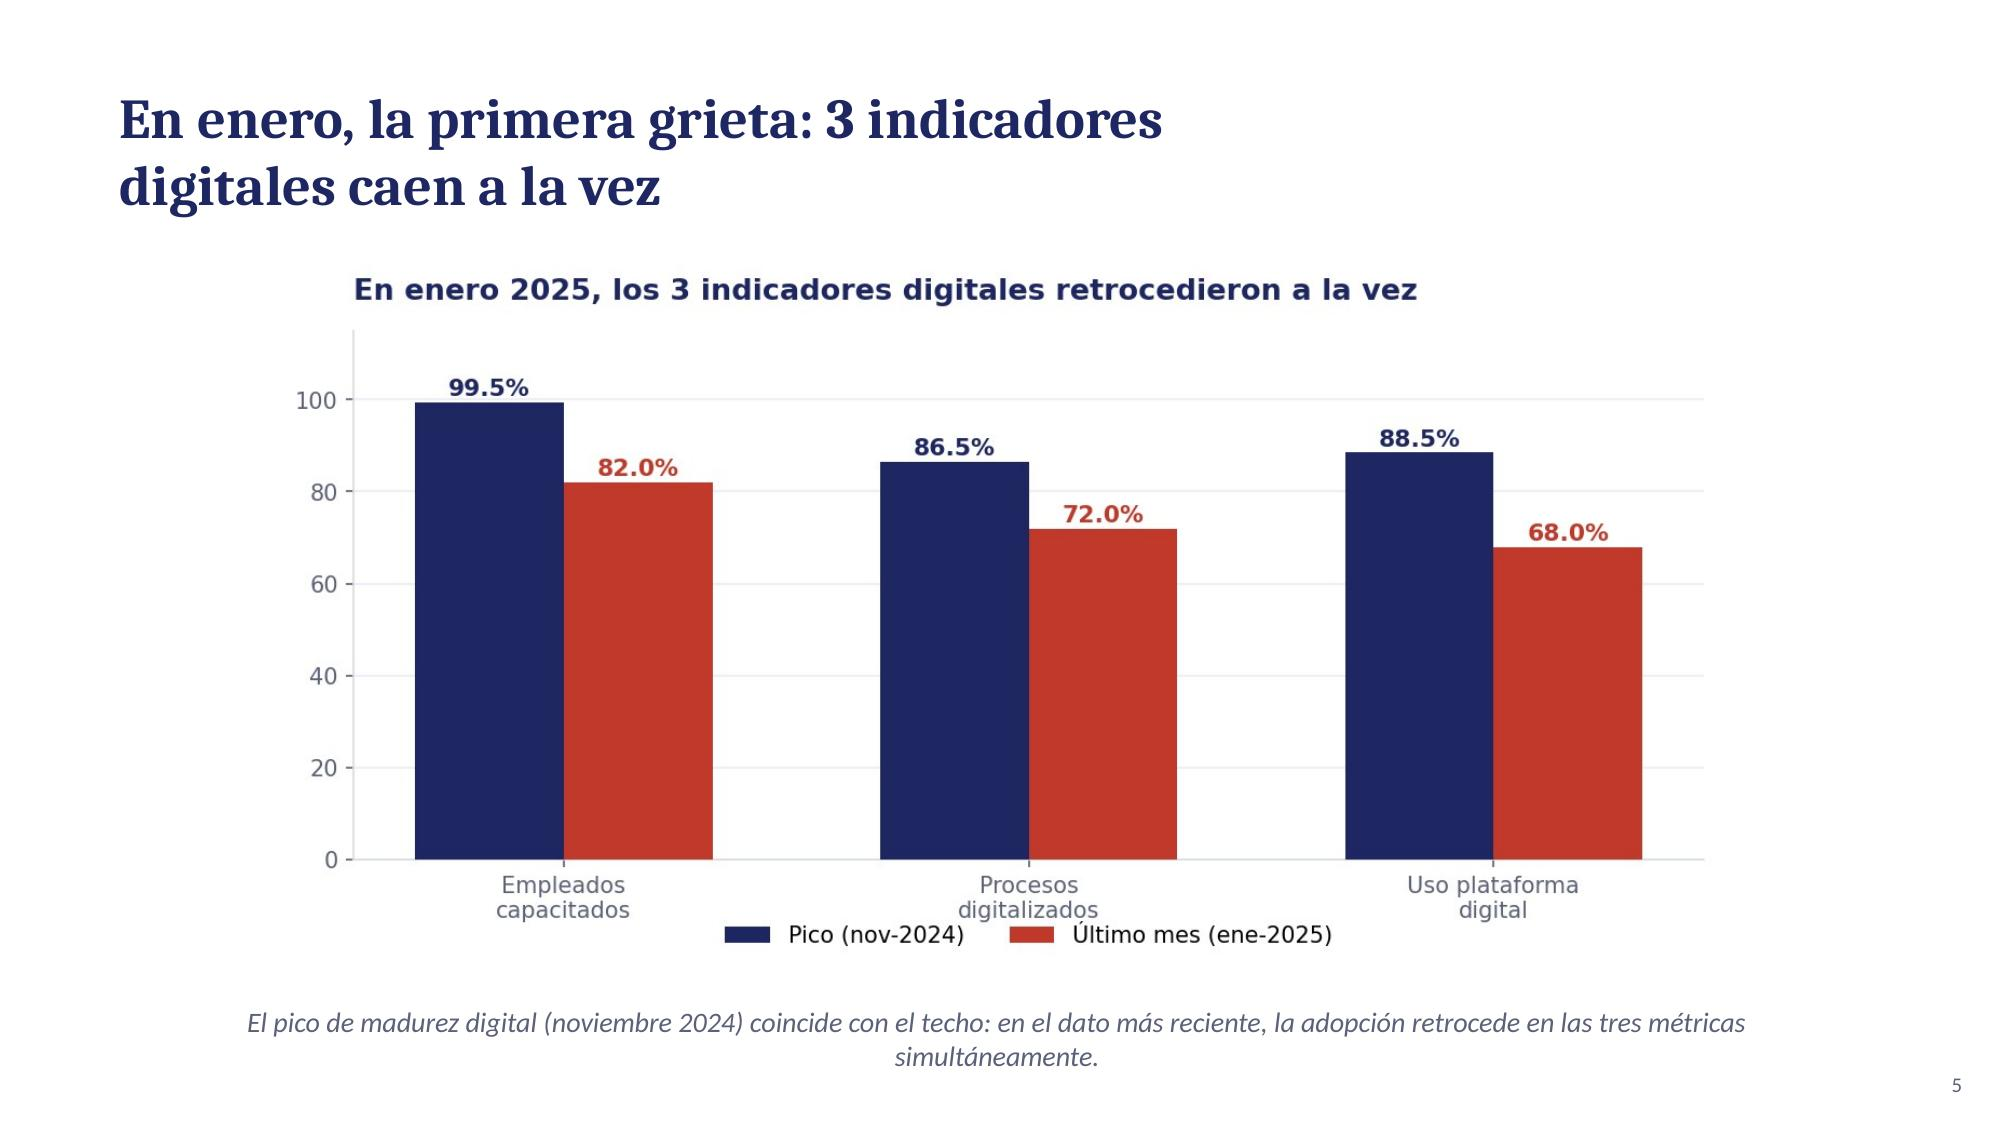 En enero, la primera grieta: 3 indicadores
digitales caen a la vez
En enero 2025, los 3 indicadores digitales retrocedieron a la vez
100
80
60
40
20
0
99.5%
82.0%
86.5%
72.0%
88.5%
68.0%
Empleados
capacitados
Procesos
digitalizados
Uso plataforma
digital
Pico (nov-2024)
Último mes (ene-2025)
El pico de madurez digital (noviembre 2024) coincide con el techo: en el dato más reciente, la adopción retrocede en las tres métricas
simultáneamente.
5